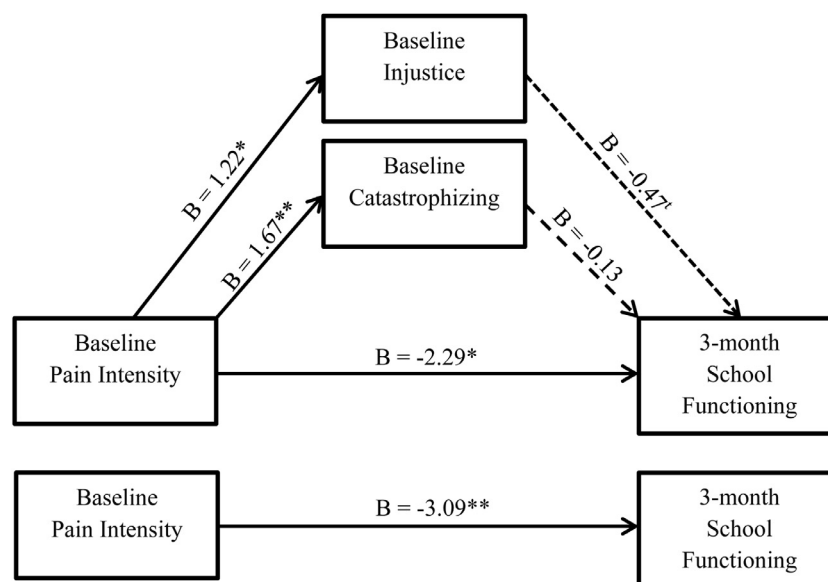 Baseline
Injustice
B = 1.22*
B = -0.47ᵗ
Baseline
Catastrophizing
B = 1.67**
B = -0.13
Baseline
Pain Intensity
B = -2.29*
3-month
School
Functioning
Baseline
Pain Intensity
B = -3.09**
3-month
School
Functioning